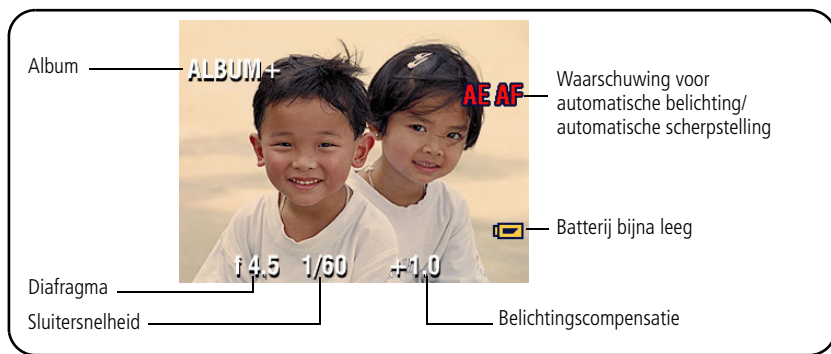 Album
ALBUM+
AE AF
Waarschuwing voor
automatische belichting/
automatische scherpstelling
Batterij bijna leeg
f 4.5 1/60 +1.0
Diafragma
Sluitersnelheid
Belichtingscompensatie